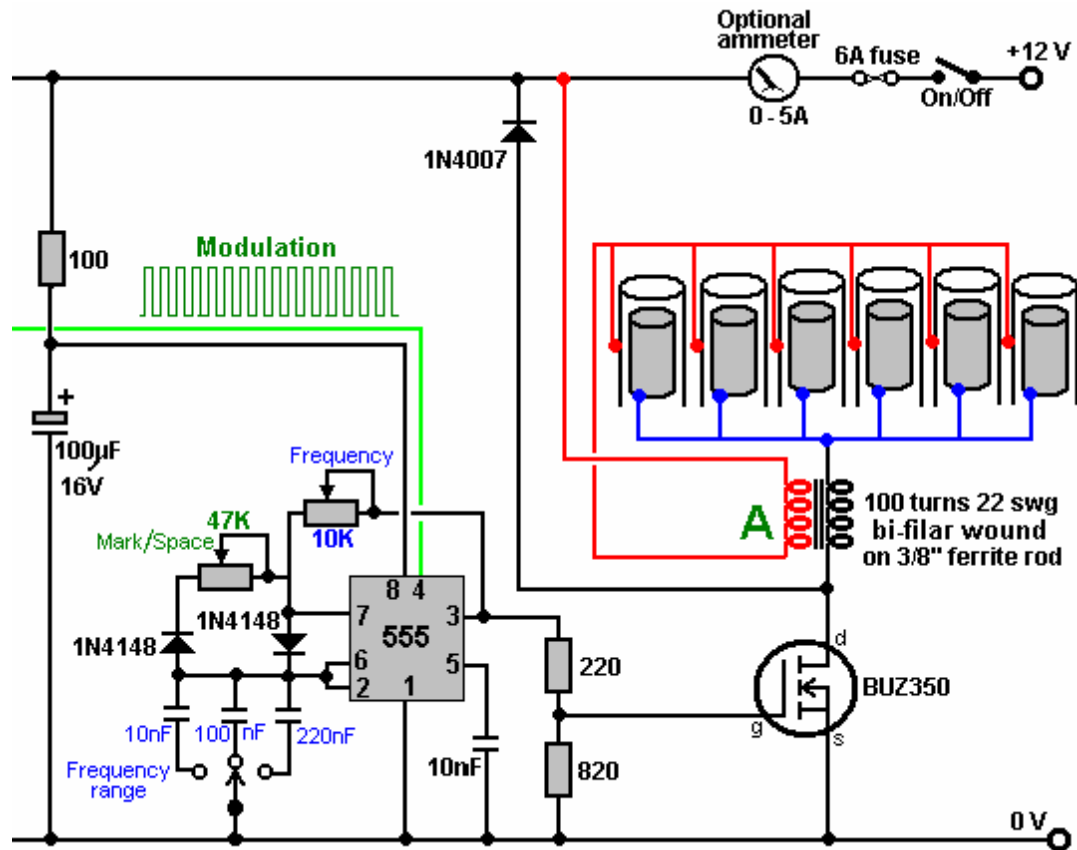 Optional
ammeter
6A fuse
+12 V
On/Off
0 - 5A
1N4007
100
Modulation
100µF
16V
Frequency
47K
Mark/Space
10K
A
100 turns 22 swg
bi-filar wound
on 3/8" ferrite rod
8 4
7
3
1N4148
1N4148
555
6
5
2
1
220
d
BUZ350
g
s
10nF
100 nF
220nF
10nF
820
Frequency
range
0 V